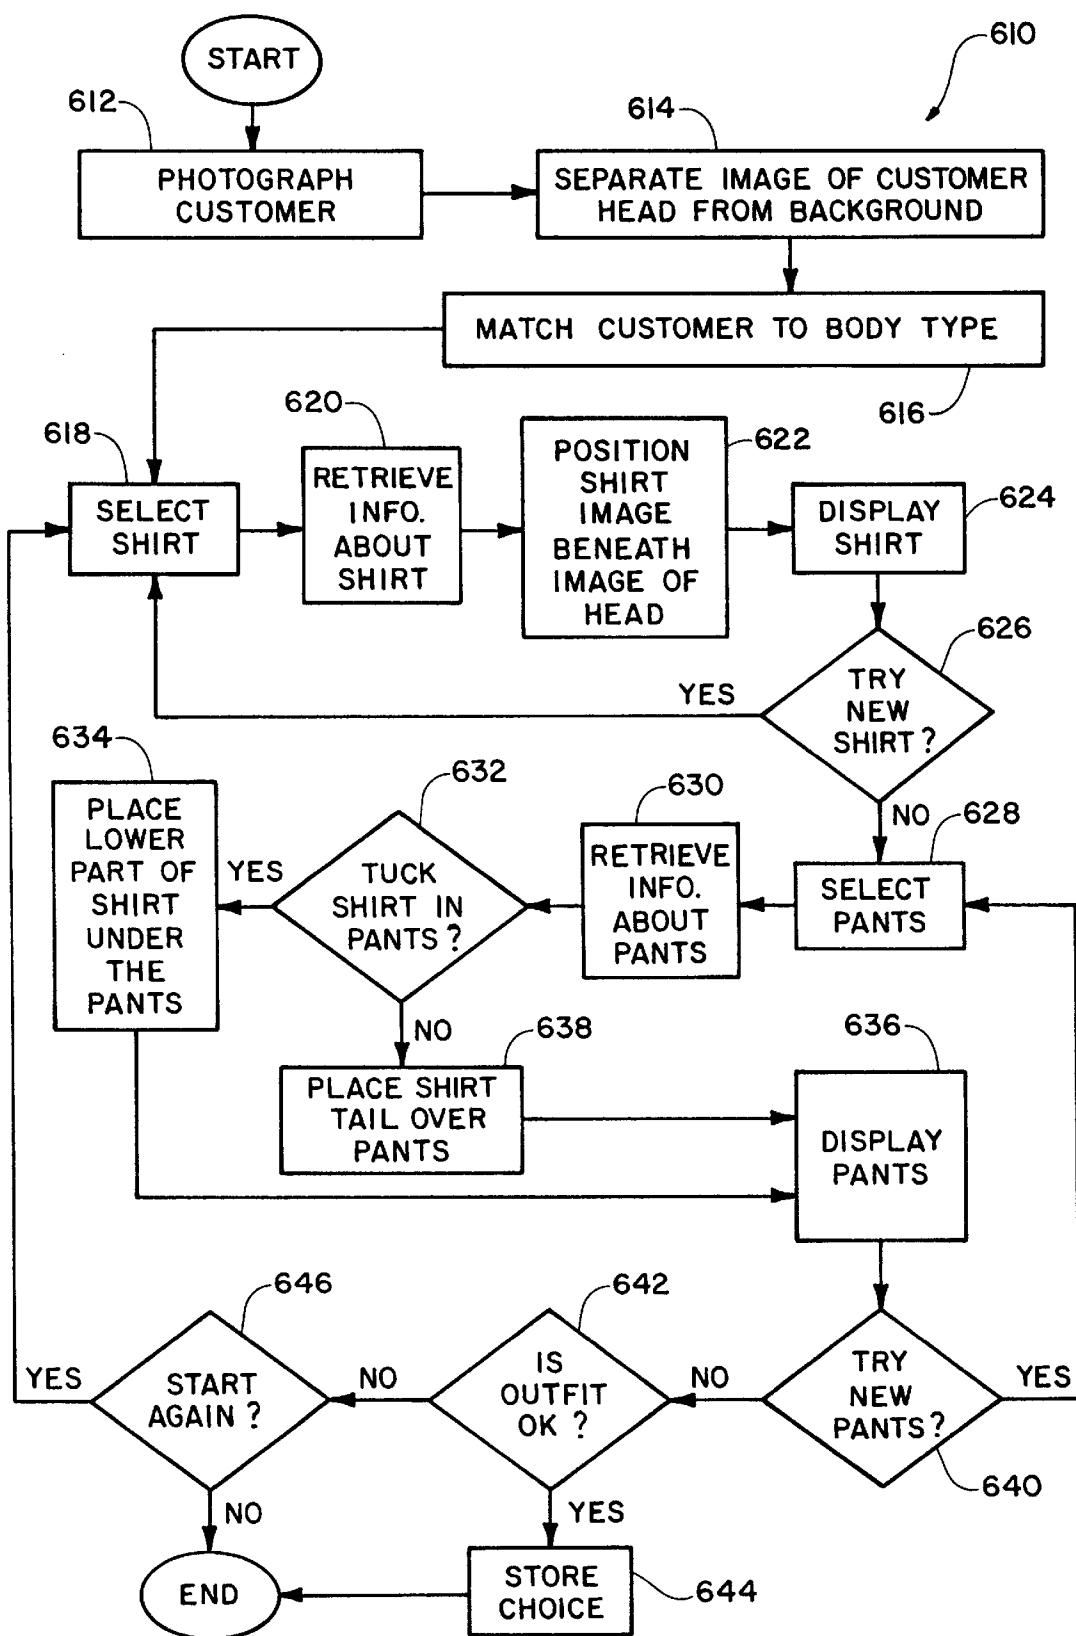 START
610
612
614
PHOTOGRAPH
CUSTOMER
SEPARATE IMAGE OF CUSTOMER
HEAD FROM BACKGROUND
MATCH CUSTOMER TO BODY TYPE
616
618
620
622
624
SELECT
SHIRT
RETRIEVE
INFO.
ABOUT
SHIRT
POSITION
SHIRT
IMAGE
BENEATH
IMAGE OF
HEAD
DISPLAY
SHIRT
626
TRY
NEW
SHIRT?
YES
NO
634
632
630
628
PLACE
LOWER
PART OF
SHIRT
UNDER
THE
PANTS
YES
TUCK
SHIRT IN
PANTS?
RETRIEVE
INFO.
ABOUT
PANTS
SELECT
PANTS
NO
638
636
PLACE SHIRT
TAIL OVER
PANTS
DISPLAY
PANTS
646
642
YES
START
AGAIN?
NO
IS
OUTFIT
OK ?
NO
TRY
NEW
PANTS?
YES
640
NO
YES
END
STORE
CHOICE
644